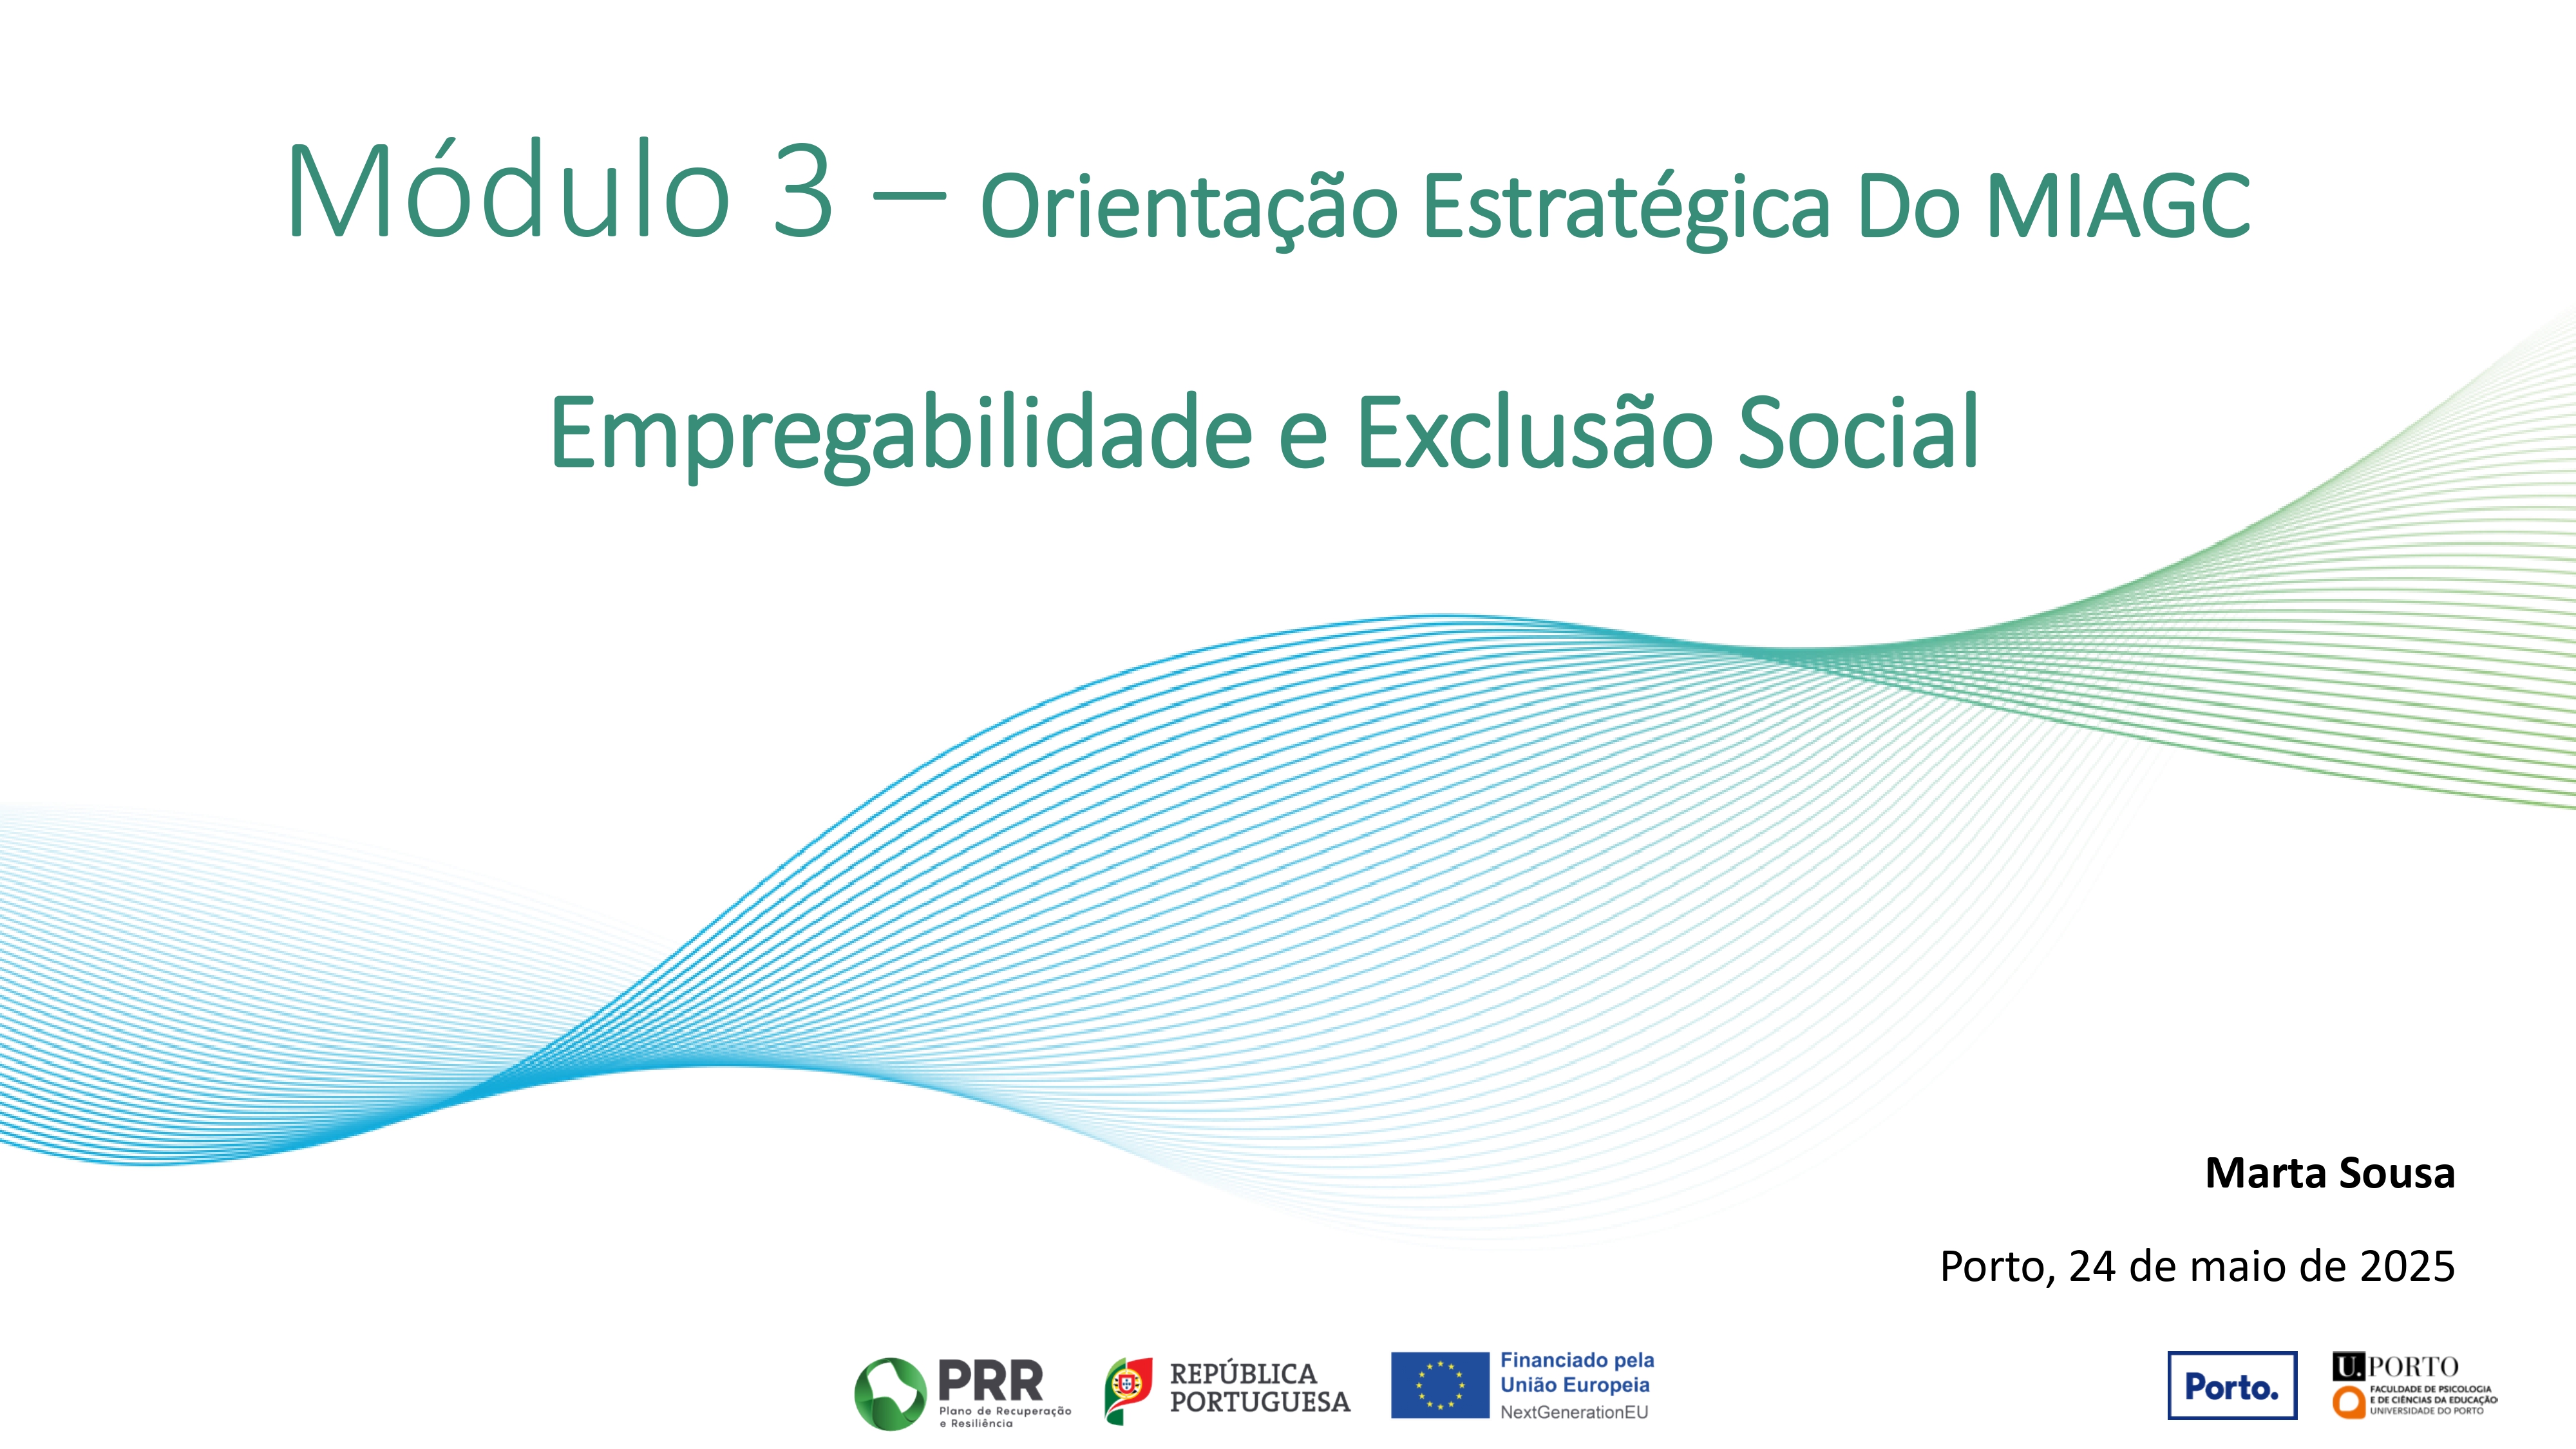 Módulo 3 – Orientação Estratégica Do MIAGC
Empregabilidade e Exclusão Social
Marta Sousa
Porto, 24 de maio de 2025
PRR
Plano de Recuperação
e Resiliência
REPÚBLICA
PORTUGUESA
Financiado pela
União Europeia
NextGenerationEU
Porto.
U.PORTO
FACULDADE DE PSICOLOGIA
E DE CIÊNCIAS DA EDUCAÇÃO
UNIVERSIDADE DO PORTO